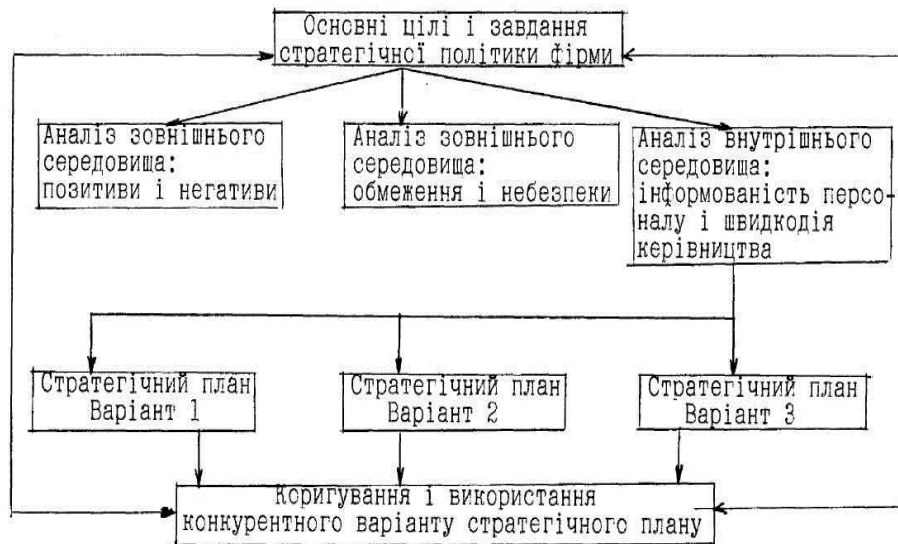 Основні цілі і завдання
стратегічної політики фірми
Аналіз зовнішнього
середовища:
позитиви і негативи
Аналіз зовнішнього
середовища:
обмеження і небезпеки
Аналіз внутрішнього
середовища:
інформованість персо-
налу і швидкодія
керівництва
Стратегічний план
Варіант 1
Стратегічний план
Варіант 2
Стратегічний план
Варіант 3
Коригування і використання
конкурентного варіанту стратегічного плану